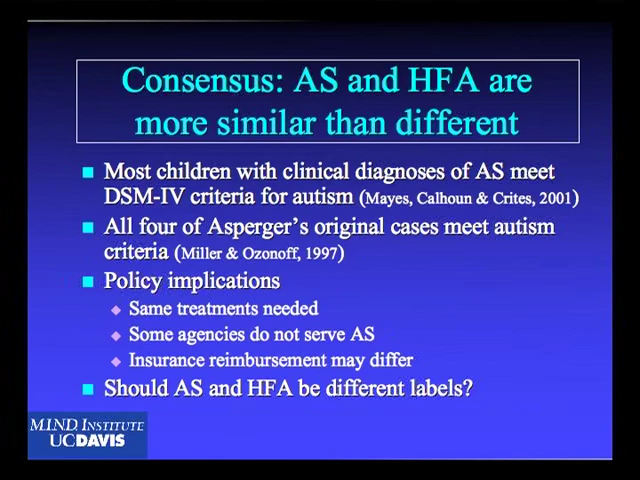 Consensus: AS and HFA are
more similar than different
Most children with clinical diagnoses of AS meet
DSM-IV criteria for autism (Mayes, Calhoun & Crites, 2001)
All four of Asperger's original cases meet autism
criteria (Miller & Ozonoff, 1997)
Policy implications
Same treatments needed
Some agencies do not serve AS
Insurance reimbursement may differ
Should AS and HFA be different labels?
M.I.N.D INSTITUTE
UCDAVIS